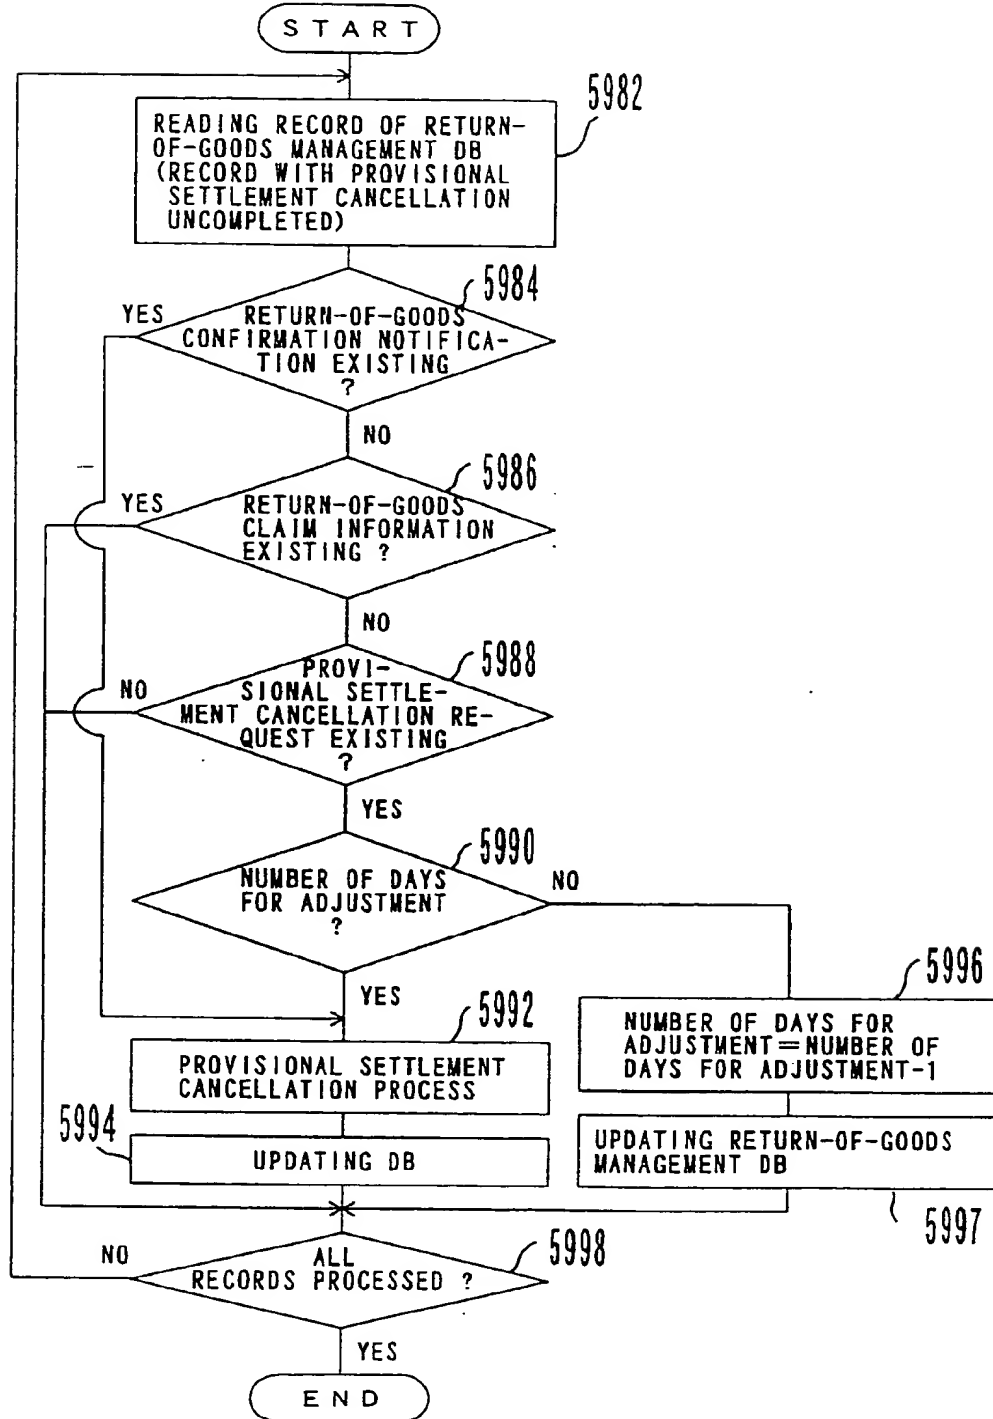 START
5982
READING RECORD OF RETURN-
OF-GOODS MANAGEMENT DB
(RECORD WITH PROVISIONAL
SETTLEMENT CANCELLATION
UNCOMPLETED)
5984
YES
RETURN-OF-GOODS
CONFIRMATION NOTIFICA-
TION EXISTING
?
NO
5986
YES
RETURN-OF-GOODS
CLAIM INFORMATION
EXISTING ?
NO
5988
NO
PROVI-
SIONAL SETTLE-
MENT CANCELLATION RE-
QUEST EXISTING
?
YES
5990
NUMBER OF DAYS
FOR ADJUSTMENT
?
NO
YES
5992
PROVISIONAL SETTLEMENT
CANCELLATION PROCESS
5996
NUMBER OF DAYS FOR
ADJUSTMENT=NUMBER OF
DAYS FOR ADJUSTMENT-1
5994
UPDATING DB
UPDATING RETURN-OF-GOODS
MANAGEMENT DB
5997
NO
5998
ALL
RECORDS PROCESSED ?
YES
END